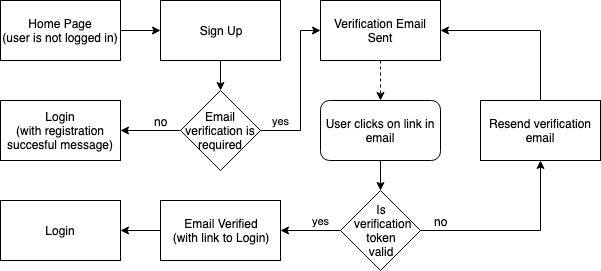 Home Page
(user is not logged in)
Sign Up
Verification Email
Sent
Email
verification is
required
no
yes
Login
(with registration
succesful message)
User clicks on link in
email
Resend verification
email
Is
verification
token
valid
yes
no
Email Verified
(with link to Login)
Login